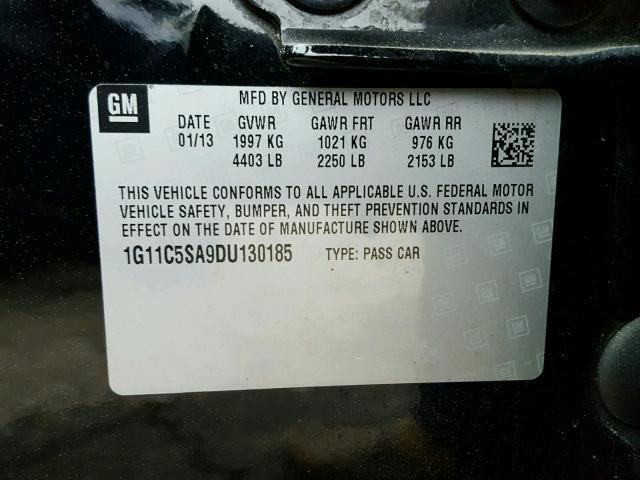 GM
MFD BY GENERAL MOTORS LLC
DATE GVWR GAWR FRT GAWR RR
01/13 1997 KG 1021 KG 976 KG
4403 LB 2250 LB 2153 LB
THIS VEHICLE CONFORMS TO ALL APPLICABLE U.S. FEDERAL MOTOR
VEHICLE SAFETY, BUMPER, AND THEFT PREVENTION STANDARDS IN
EFFECT ON THE DATE OF MANUFACTURE SHOWN ABOVE.
1G11C5SA9DU130185 TYPE: PASS CAR